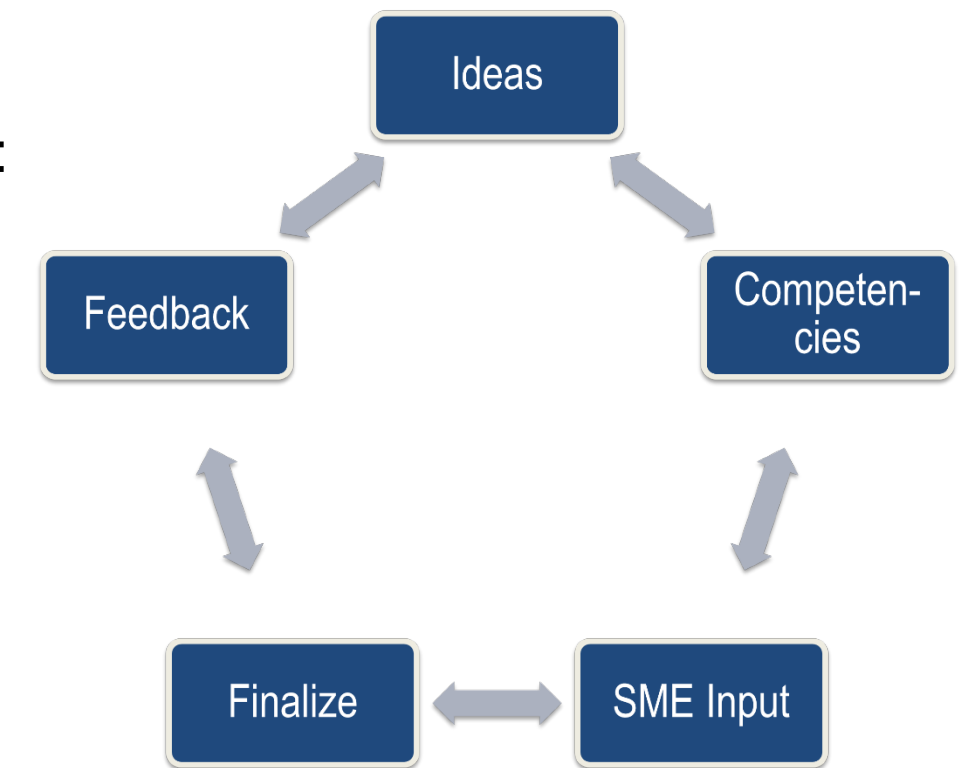 Ideas
:
Feedback
Competen-
cies
Finalize
SME Input